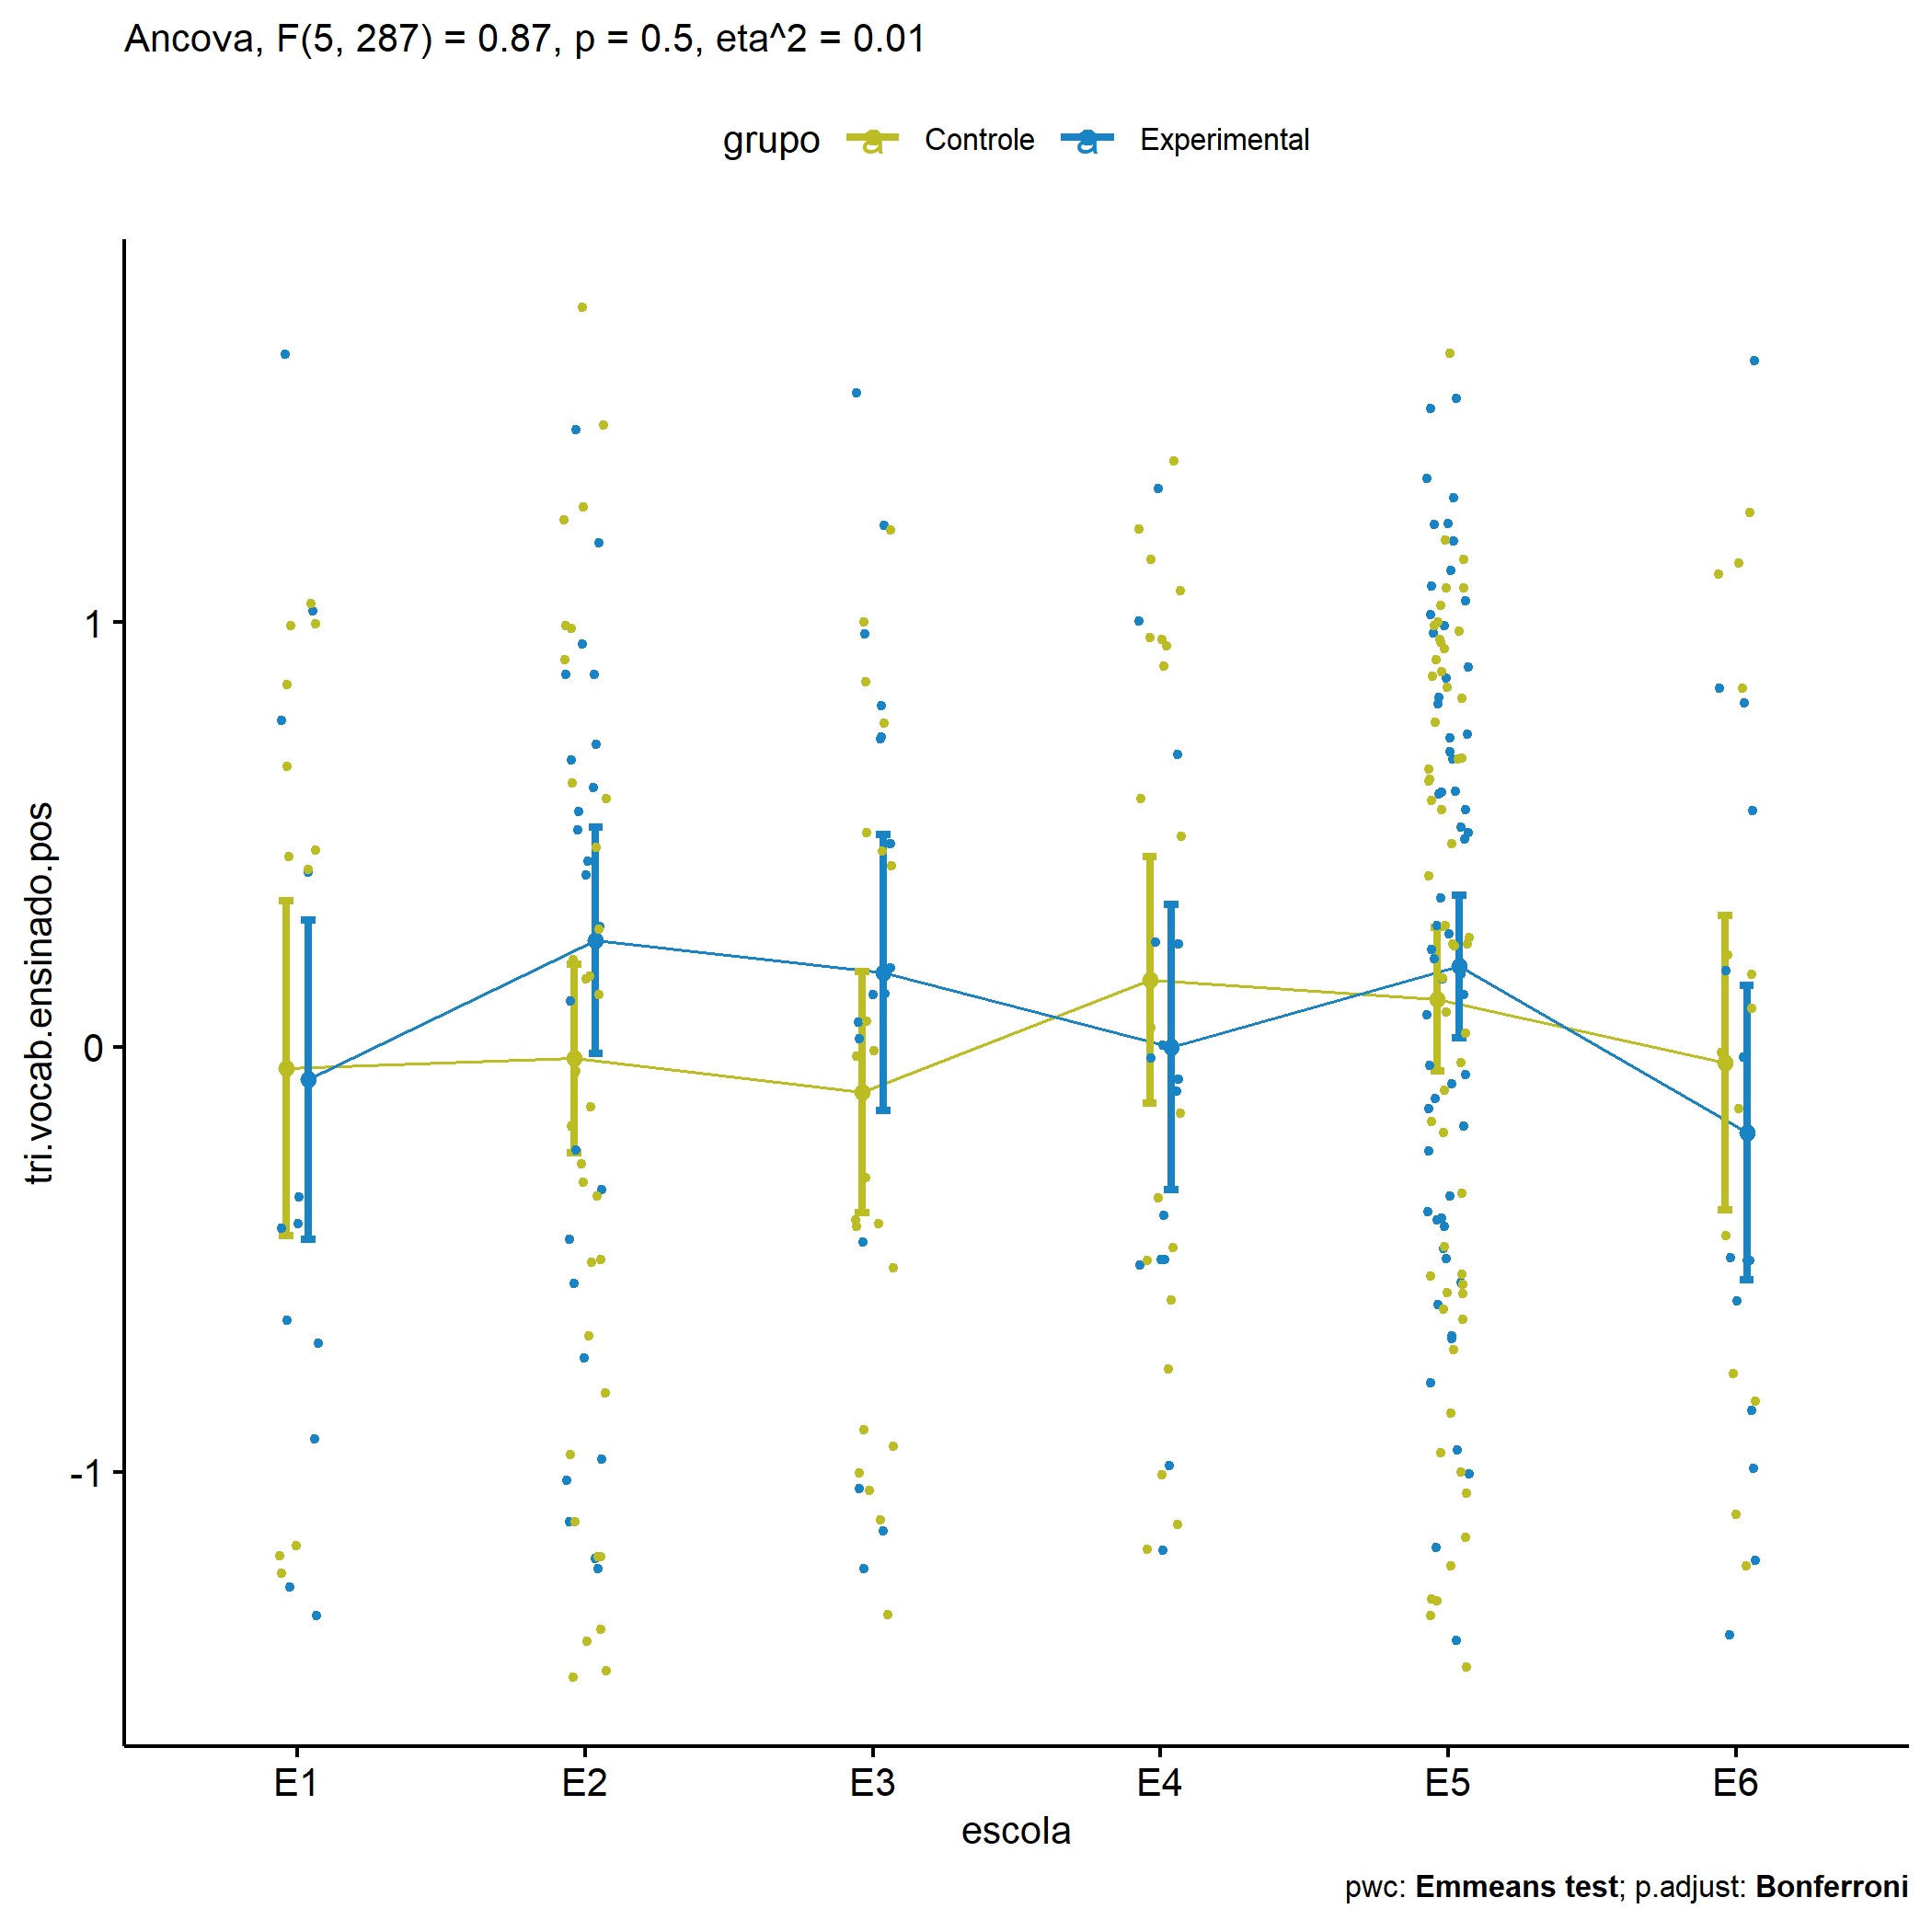 Ancova, F(5, 287) = 0.87, p = 0.5, eta^2 = 0.01
grupo a Controle a Experimental
tri.vocab.ensinado.pos
1
0
-1
E1 E2 E3 E4 E5 E6
escola
pwc: Emmeans test; p.adjust: Bonferroni